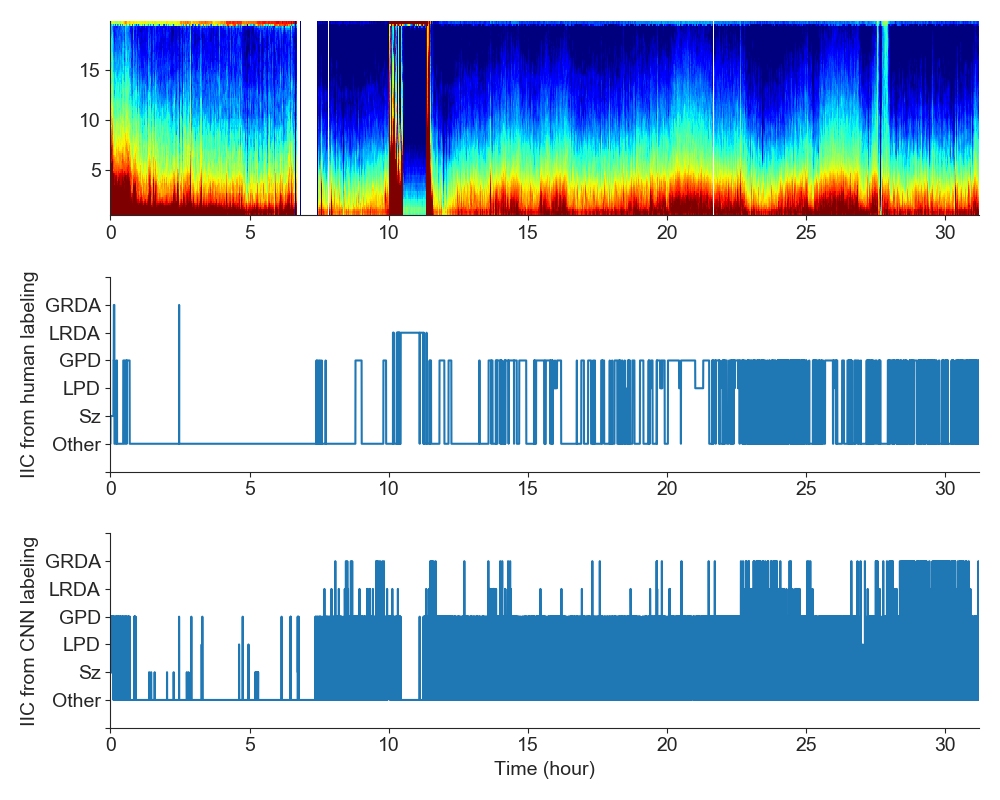 15
10
5
0 5 10 15 20 25 30
IIC from human labeling
GRDA
LRDA
GPD
LPD
Sz
Other
0 5 10 15 20 25 30
IIC from CNN labeling
GRDA
LRDA
GPD
LPD
Sz
Other
0 5 10 15 20 25 30
Time (hour)